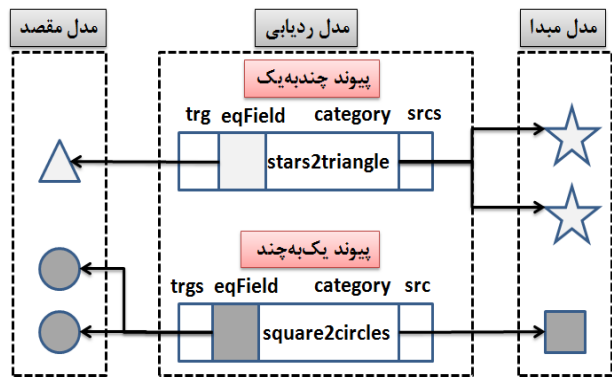 مدل مبدا
مدل ردیابی
مدل مقصد
پیوند چندبه‌یک
trg eqField category srcs
stars2triangle
پیوند یک‌به‌چند
trgs eqField category src
square2circles